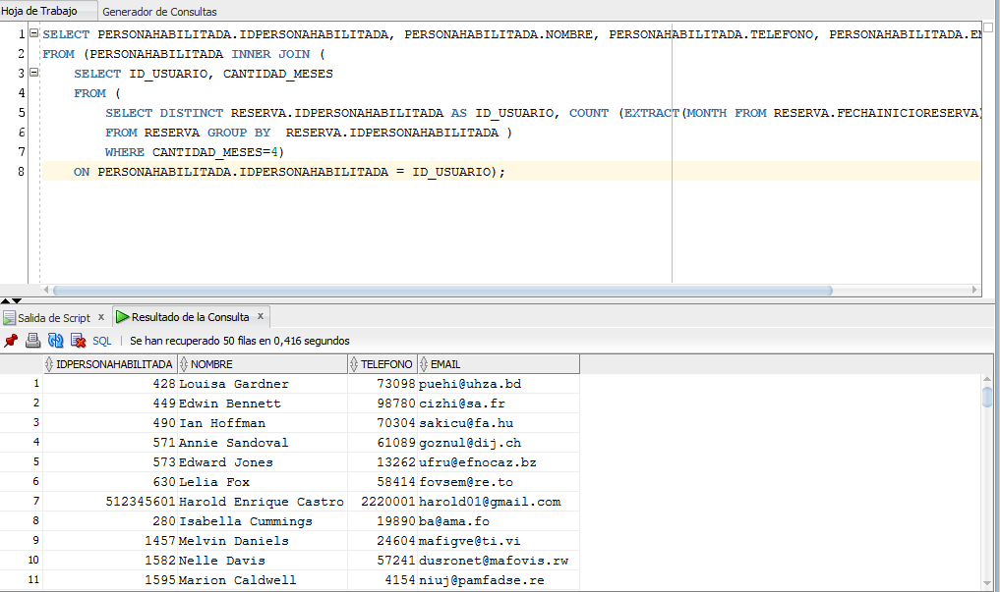 Hoja de Trabajo Generador de Consultas
1 SELECT PERSONAHABILITADA.IDPERSONAHABILITADA, PERSONAHABILITADA.NOMBRE, PERSONAHABILITADA.TELEFONO, PERSONAHABILITADA.EM
2 FROM (PERSONAHABILITADA INNER JOIN (
3 SELECT ID_USUARIO, CANTIDAD_MESES
4 FROM (
5 SELECT DISTINCT RESERVA.IDPERSONAHABILITADA AS ID_USUARIO, COUNT (EXTRACT(MONTH FROM RESERVA.FECHAINICIORESERVA)
6 FROM RESERVA GROUP BY RESERVA.IDPERSONAHABILITADA )
7 WHERE CANTIDAD_MESES=4)
8 ON PERSONAHABILITADA.IDPERSONAHABILITADA = ID_USUARIO);
Salida de Script x Resultado de la Consulta x
SQL | Se han recuperado 50 filas en 0,416 segundos
IDPERSONAHABILITADA NOMBRE TELEFONO EMAIL
1 428 Louisa Gardner 73098 puehi@uhza.bd
2 449 Edwin Bennett 98780 cizhi@sa.fr
3 490 Ian Hoffman 70304 sakicu@fa.hu
4 571 Annie Sandoval 61089 goznul@dij.ch
5 573 Edward Jones 13262 ufru@efnocaz.bz
6 630 Lelia Fox 58414 fovsem@re.to
7 512345601 Harold Enrique Castro 2220001 harold01@gmail.com
8 280 Isabella Cummings 19890 ba@ama.fo
9 1457 Melvin Daniels 24604 mafigve@ti.vi
10 1582 Nelle Davis 57241 dusronet@mafovis.rw
11 1595 Marion Caldwell 4154 niuj@pamfadse.re